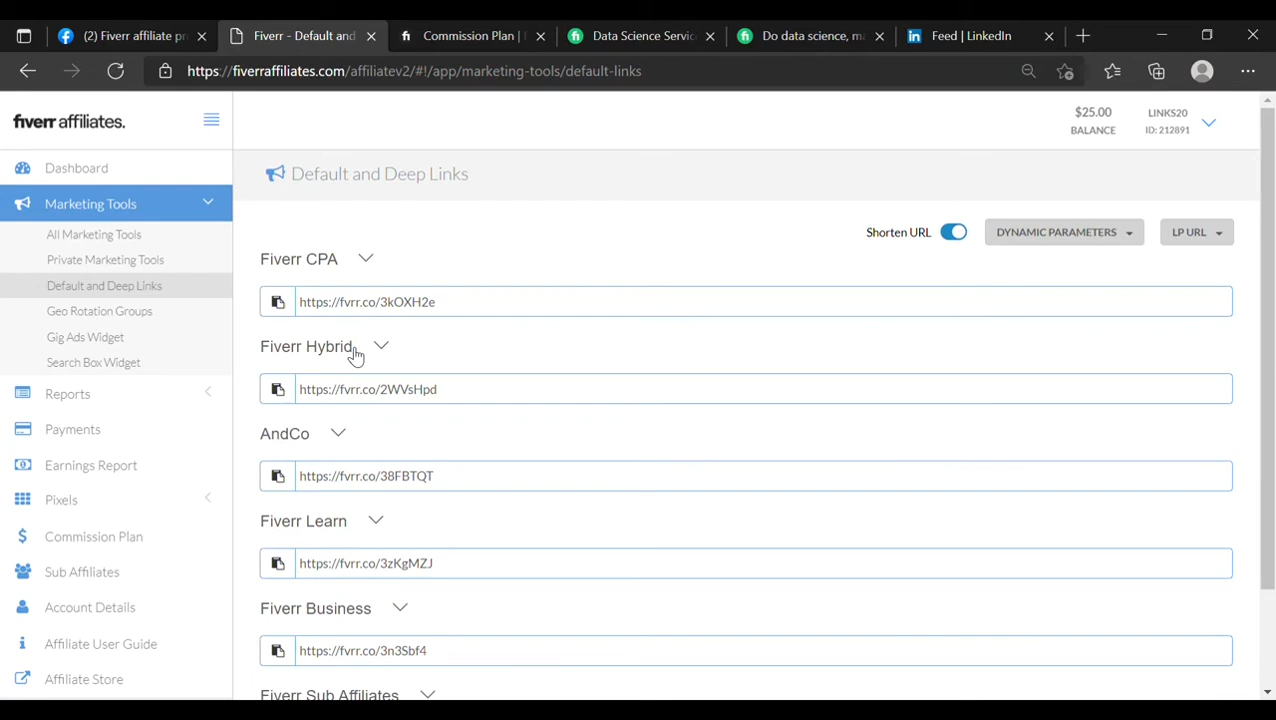 (2) Fiverr affiliate pr
Fiverr - Default and
Commission Plan |
Data Science Servic
Do data science, m
Feed | LinkedIn
https://fiverraffiliates.com/affiliatev2/#!/app/marketing-tools/default-links
fiverr affiliates.
$25.00
BALANCE
LINKS20
ID: 212891
Dashboard
Marketing Tools
All Marketing Tools
Private Marketing Tools
Default and Deep Links
Geo Rotation Groups
Gig Ads Widget
Search Box Widget
Reports
Payments
Earnings Report
Pixels
Commission Plan
Sub Affiliates
Account Details
Affiliate User Guide
Affiliate Store
Default and Deep Links
Shorten URL
DYNAMIC PARAMETERS
LP URL
Fiverr CPA
https://fvrr.co/3kOXH2e
Fiverr Hybrid
https://fvrr.co/2WVsHpd
AndCo
https://fvrr.co/38FBTQT
Fiverr Learn
https://fvrr.co/3zKgMZJ
Fiverr Business
https://fvrr.co/3n3Sbf4
Fiverr Sub Affiliates